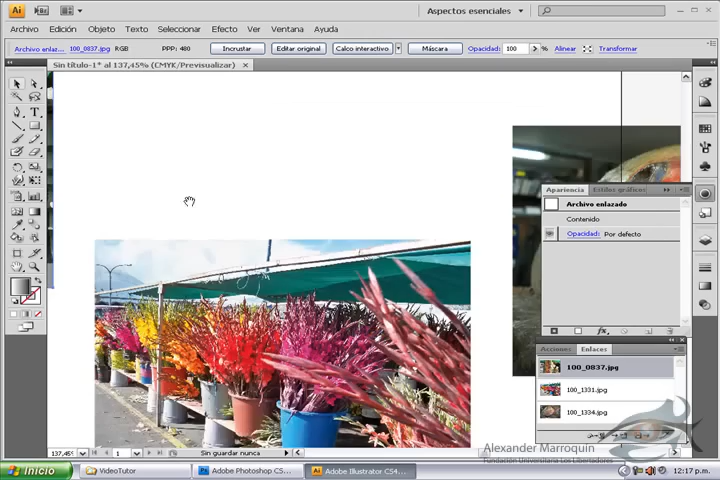 Ai
Br
Aspectos esenciales
Archivo Edición Objeto Texto Seleccionar Efecto Ver Ventana Ayuda
Archivo enlaz... 100_0837.jpg RGB PPP: 480 Incrustar Editar original Calco interactivo Máscara Opacidad: 100 % Alinear Transformar
Sin título-1* al 137,45% (CMYK/Previsualizar)
Apariencia Estilos gráficos
Archivo enlazado
Contenido
Opacidad: Por defecto
fx
Acciones Enlaces
100_0837.jpg
100_1331.jpg
100_1334.jpg
137,45% 1 Sin guardar nunca
Alexander Marroquin
Fundación Universitaria Los Libertadores
Inicio VideoTutor Adobe Photoshop CS... Adobe Illustrator CS4... 12:17 p.m.